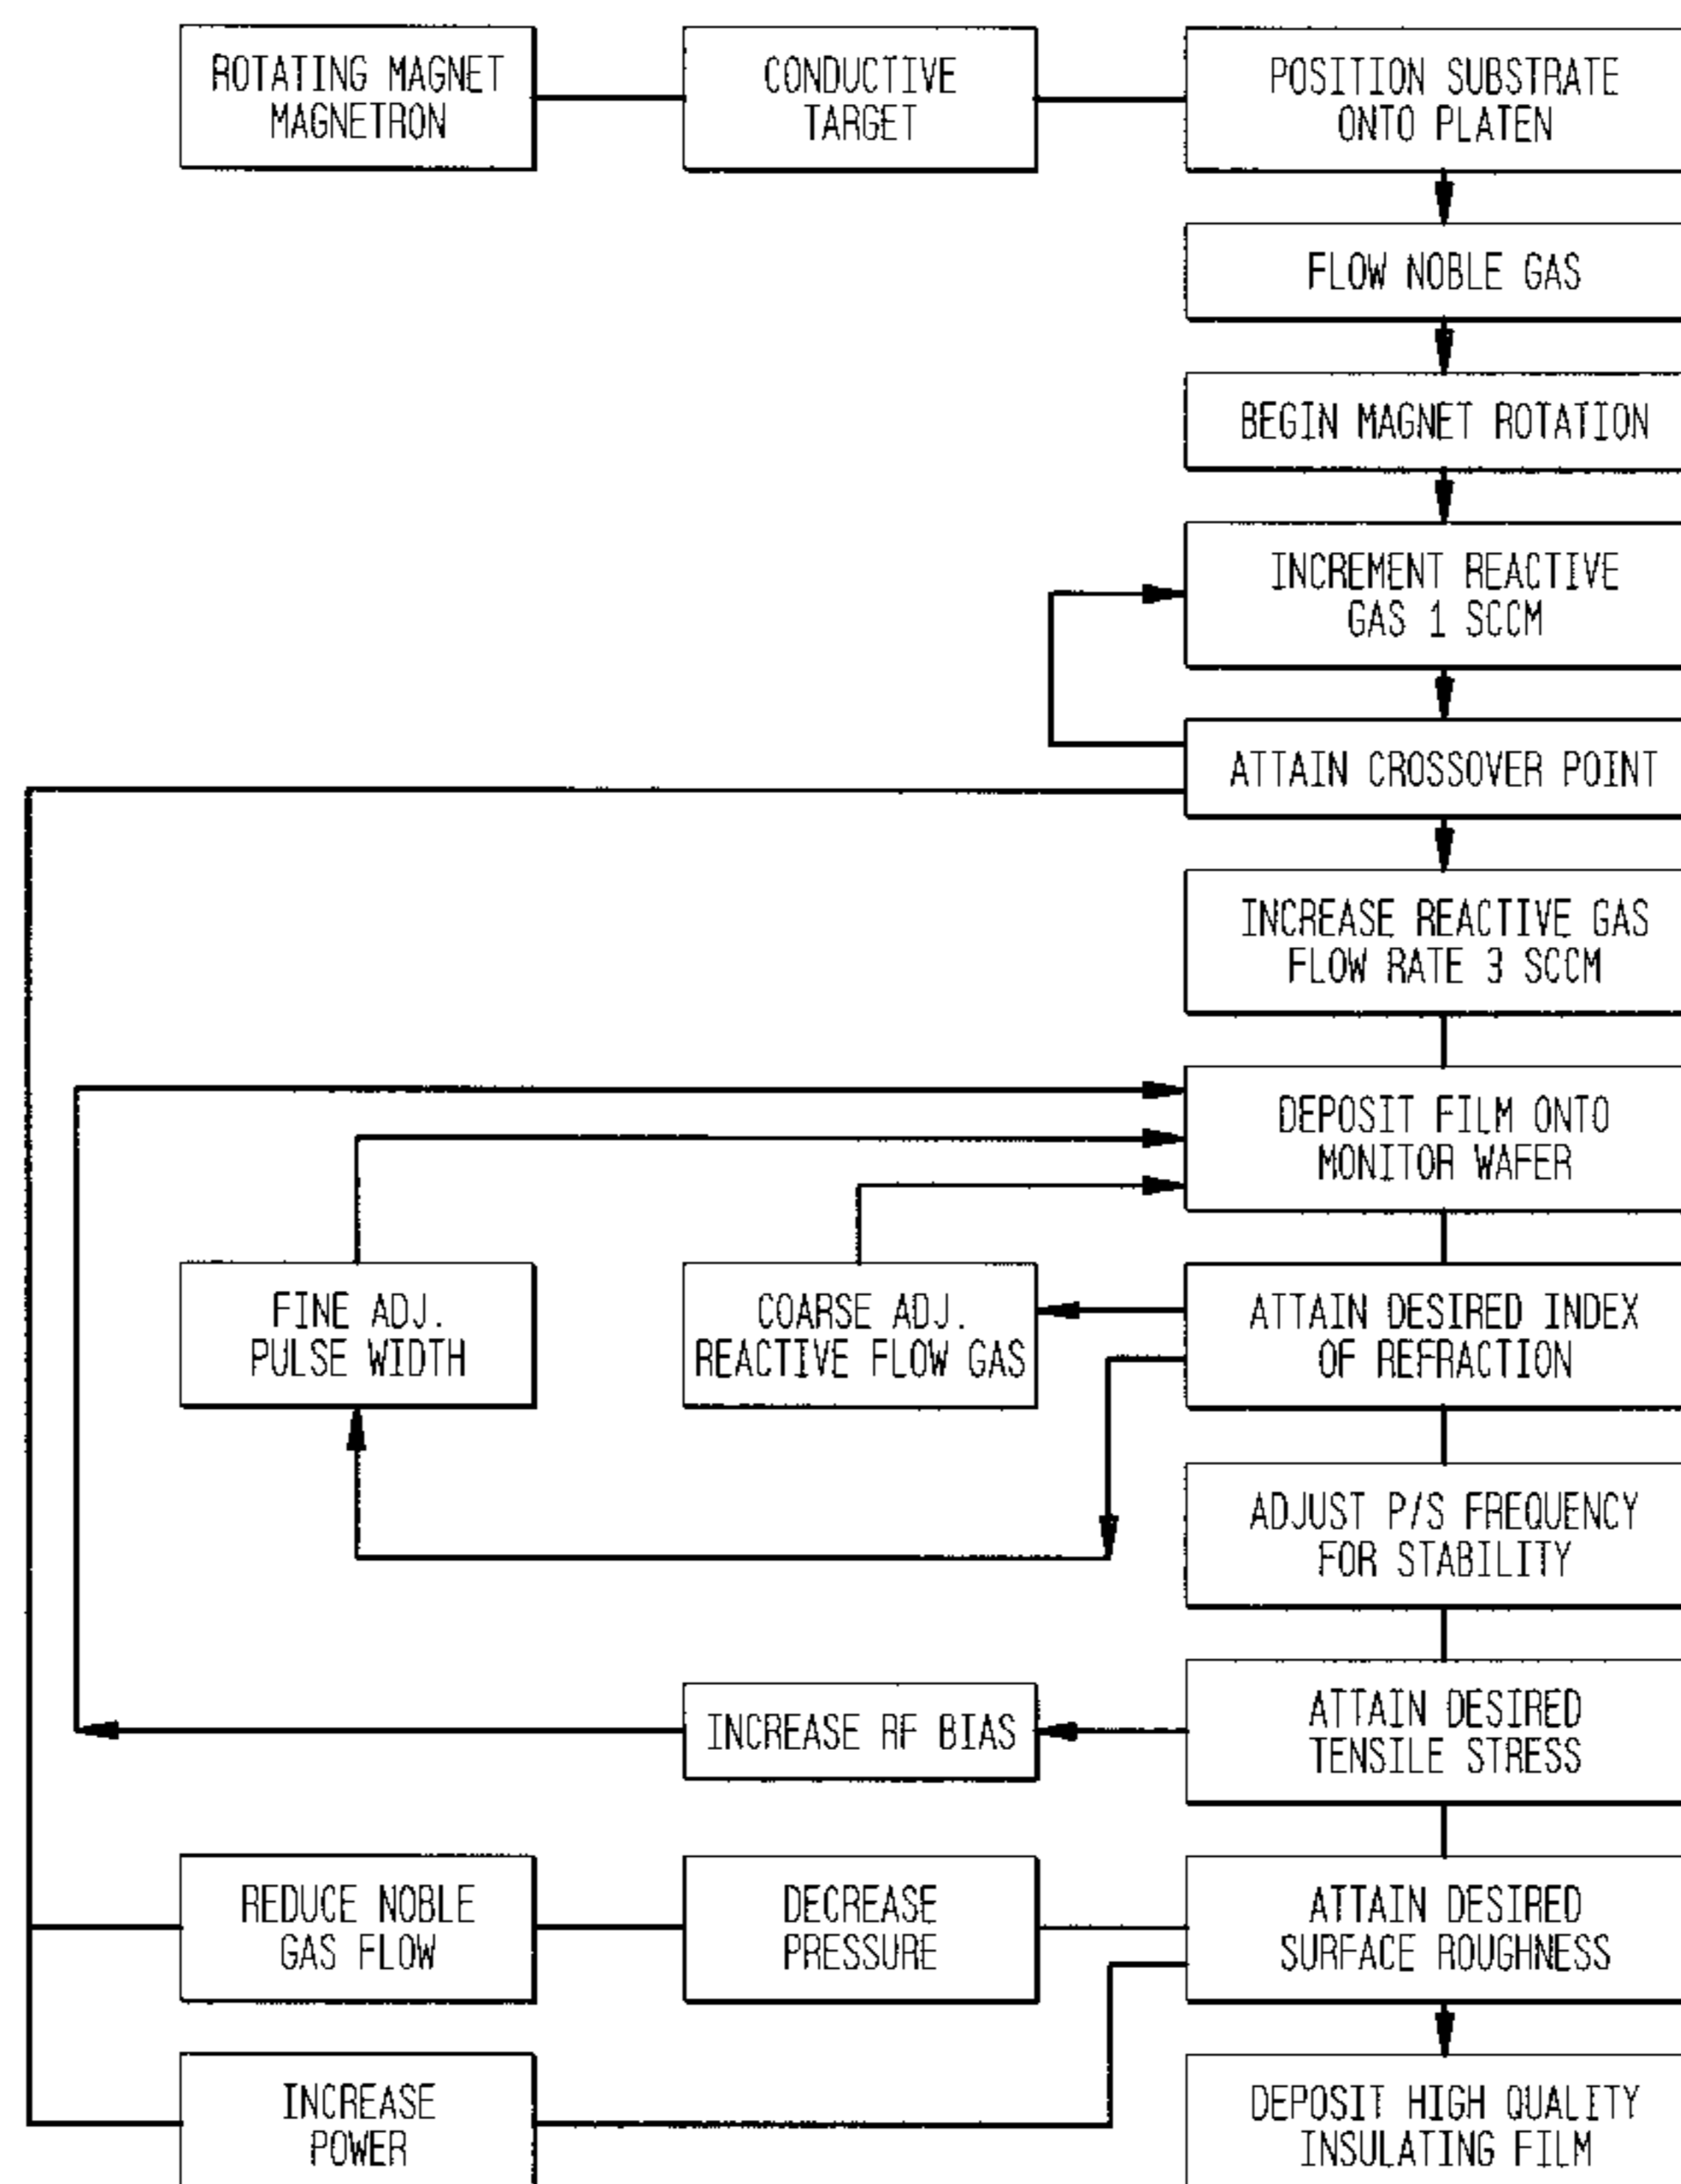 ROTATING MAGNET
MAGNETRON
CONDUCTIVE
TARGET
POSITION SUBSTRATE
ONTO PLATEN
FLOW NOBLE GAS
BEGIN MAGNET ROTATION
INCREMENT REACTIVE
GAS 1 SCCM
ATTAIN CROSSOVER POINT
INCREASE REACTIVE GAS
FLOW RATE 3 SCCM
DEPOSIT FILM ONTO
MONITOR WAFER
FINE ADJ.
PULSE WIDTH
COARSE ADJ.
REACTIVE FLOW GAS
ATTAIN DESIRED INDEX
OF REFRACTION
ADJUST P/S FREQUENCY
FOR STABILITY
INCREASE RF BIAS
ATTAIN DESIRED
TENSILE STRESS
REDUCE NOBLE
GAS FLOW
DECREASE
PRESSURE
ATTAIN DESIRED
SURFACE ROUGHNESS
INCREASE
POWER
DEPOSIT HIGH QUALITY
INSULATING FILM